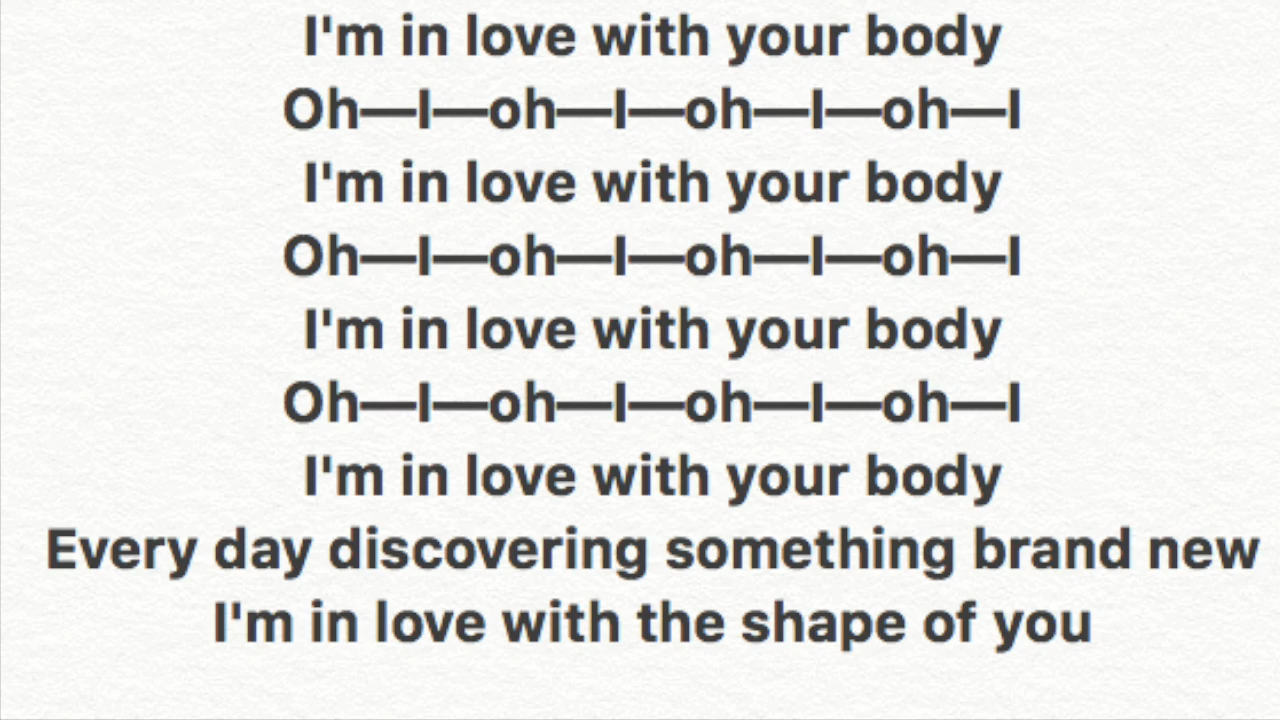 I'm in love with your body
Oh—I—oh—I—oh—I—oh—I
I'm in love with your body
Oh—I—oh—I—oh—I—oh—I
I'm in love with your body
Oh—I—oh—I—oh—I—oh—I
I'm in love with your body
Every day discovering something brand new
I'm in love with the shape of you